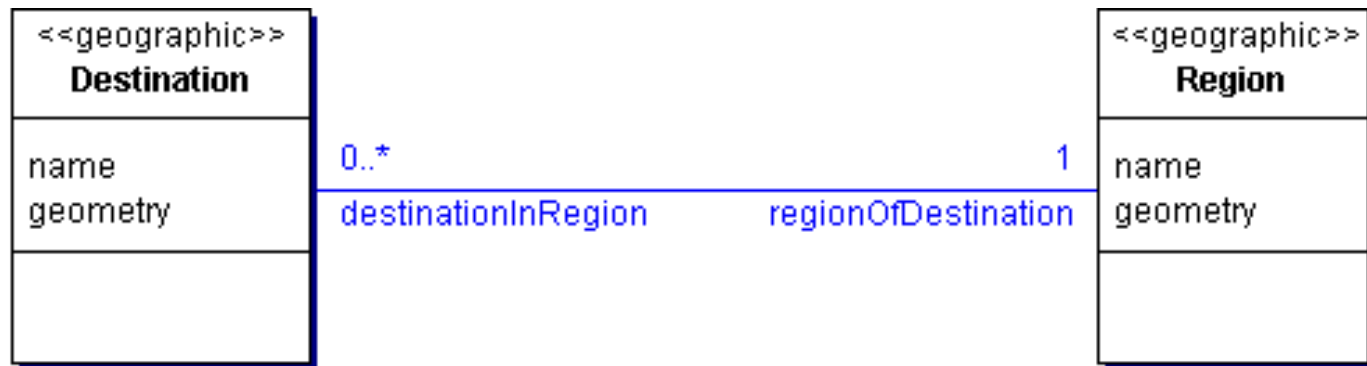 <<geographic>>
Destination
name
geometry
0..*
1
destinationInRegion
regionOfDestination
<<geographic>>
Region
name
geometry